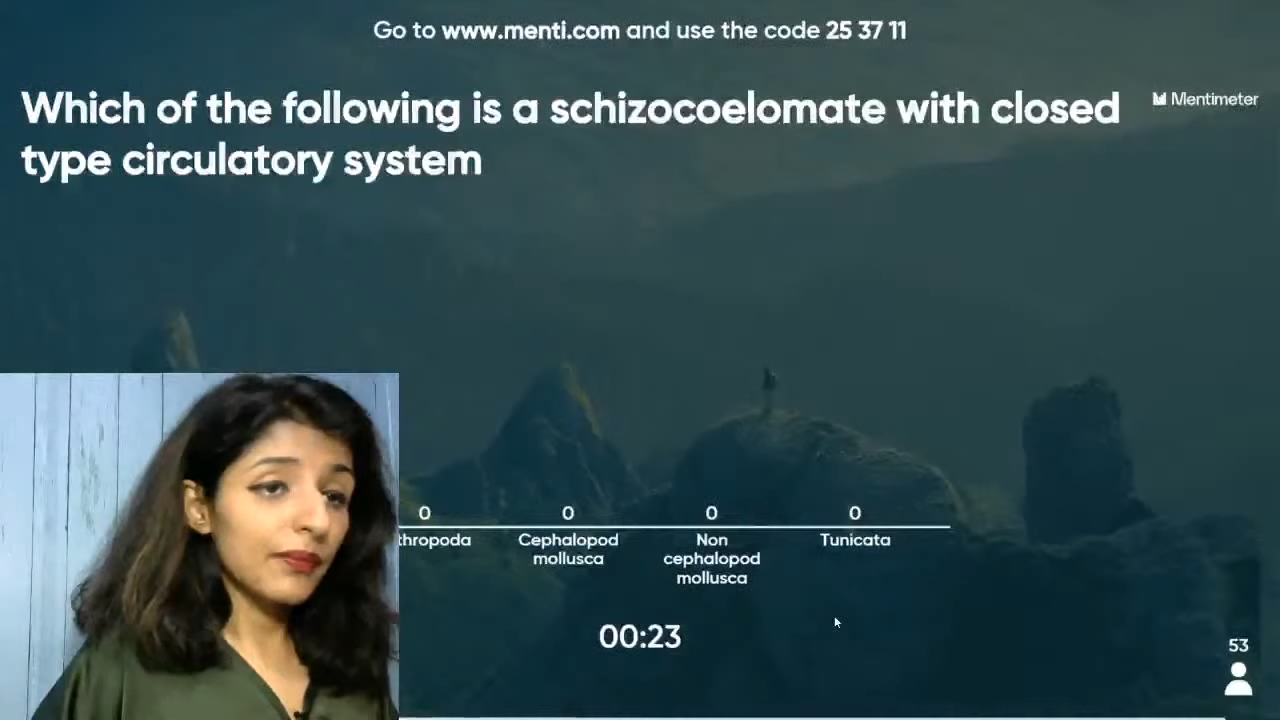 Go to www.menti.com and use the code 25 37 11
Which of the following is a schizocoelomate with closed
type circulatory system
Mentimeter
0 0 0 0
thropoda
Cephalopod
mollusca
Non
cephalopod
mollusca
Tunicata
00:23
53